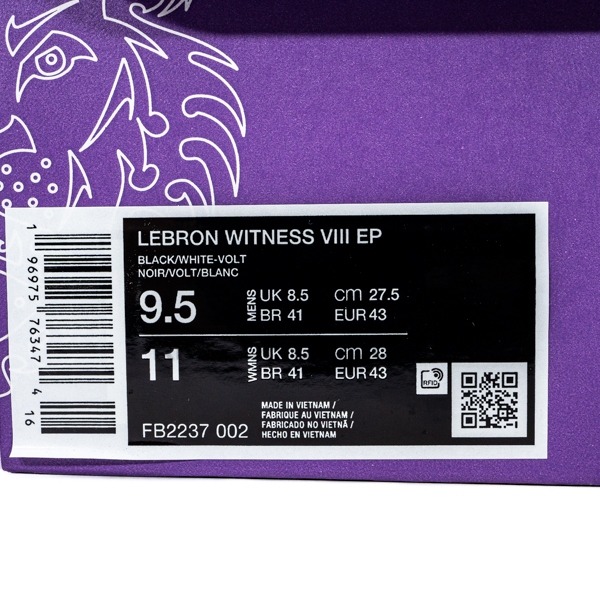 LEBRON WITNESS VIII EP
BLACK/WHITE-VOLT
NOIR/VOLT/BLANC
9.5 MENS UK 8.5 cm 27.5
BR 41 EUR 43
11 WMNS UK 8.5 cm 28
BR 41 EUR 43
MADE IN VIETNAM /
FABRIQUE AU VIETNAM /
FABRICADO NO VIETNÃ /
HECHO EN VIETNAM
FB2237 002
RFID
1 96975 76347 4 16